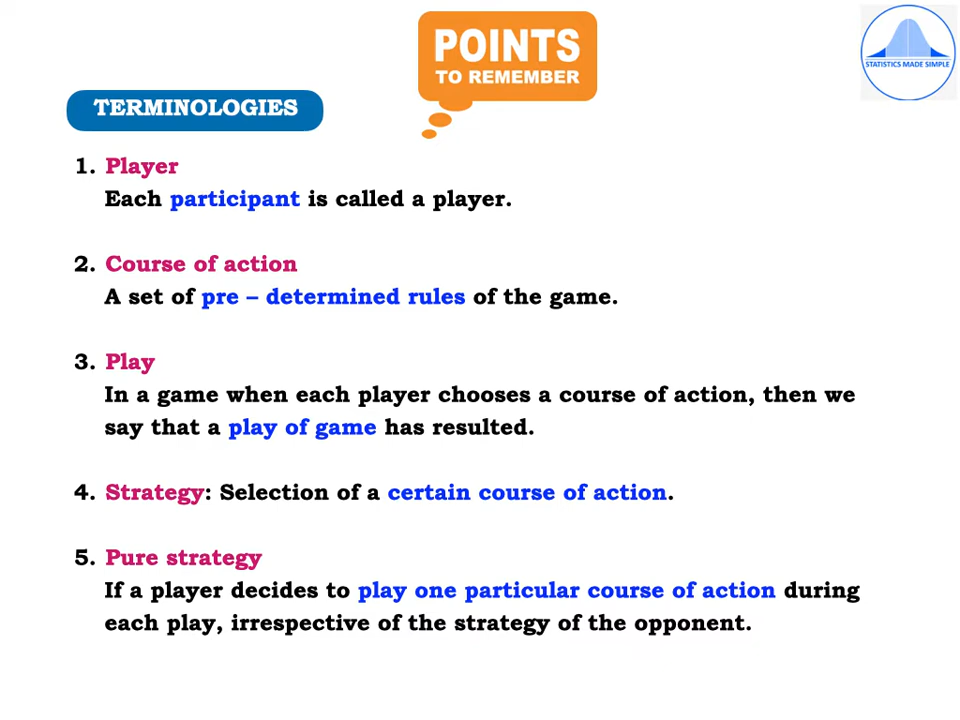 POINTS
TO REMEMBER
STATISTICS MADE SIMPLE
TERMINOLOGIES
1. Player
Each participant is called a player.
2. Course of action
A set of pre – determined rules of the game.
3. Play
In a game when each player chooses a course of action, then we
say that a play of game has resulted.
4. Strategy: Selection of a certain course of action.
5. Pure strategy
If a player decides to play one particular course of action during
each play, irrespective of the strategy of the opponent.